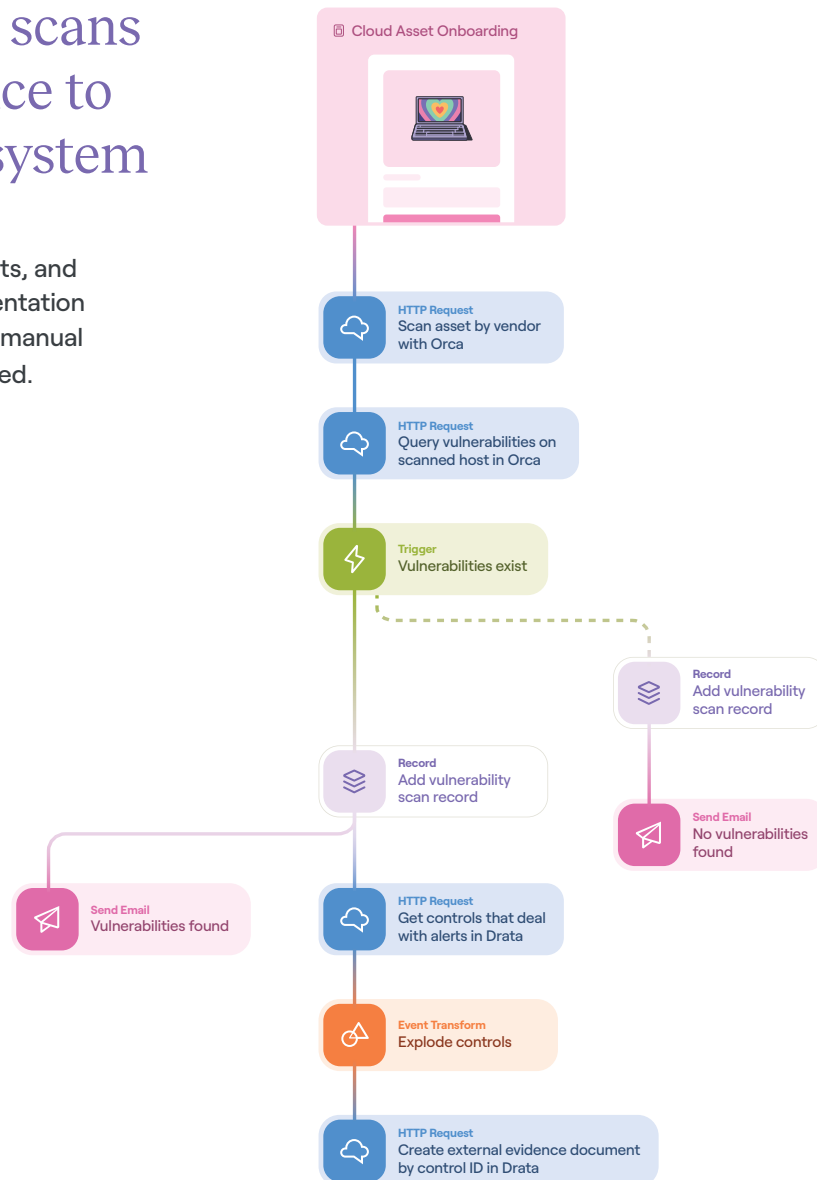 scans
ce to
system
ts, and
entation
manual
ed.
Cloud Asset Onboarding
HTTP Request
Scan asset by vendor
with Orca
HTTP Request
Query vulnerabilities on
scanned host in Orca
Trigger
Vulnerabilities exist
Record
Add vulnerability
scan record
Record
Add vulnerability
scan record
Send Email
No vulnerabilities
found
Send Email
Vulnerabilities found
HTTP Request
Get controls that deal
with alerts in Drata
Event Transform
Explode controls
HTTP Request
Create external evidence document
by control ID in Drata